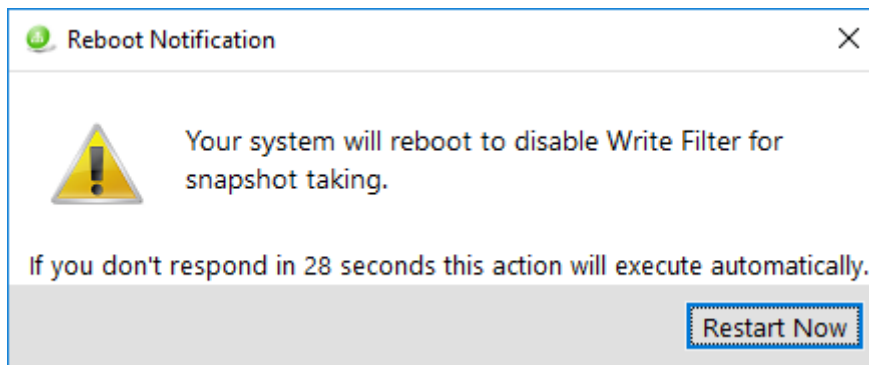 Reboot Notification
Your system will reboot to disable Write Filter for
snapshot taking.
If you don't respond in 28 seconds this action will execute automatically.
Restart Now